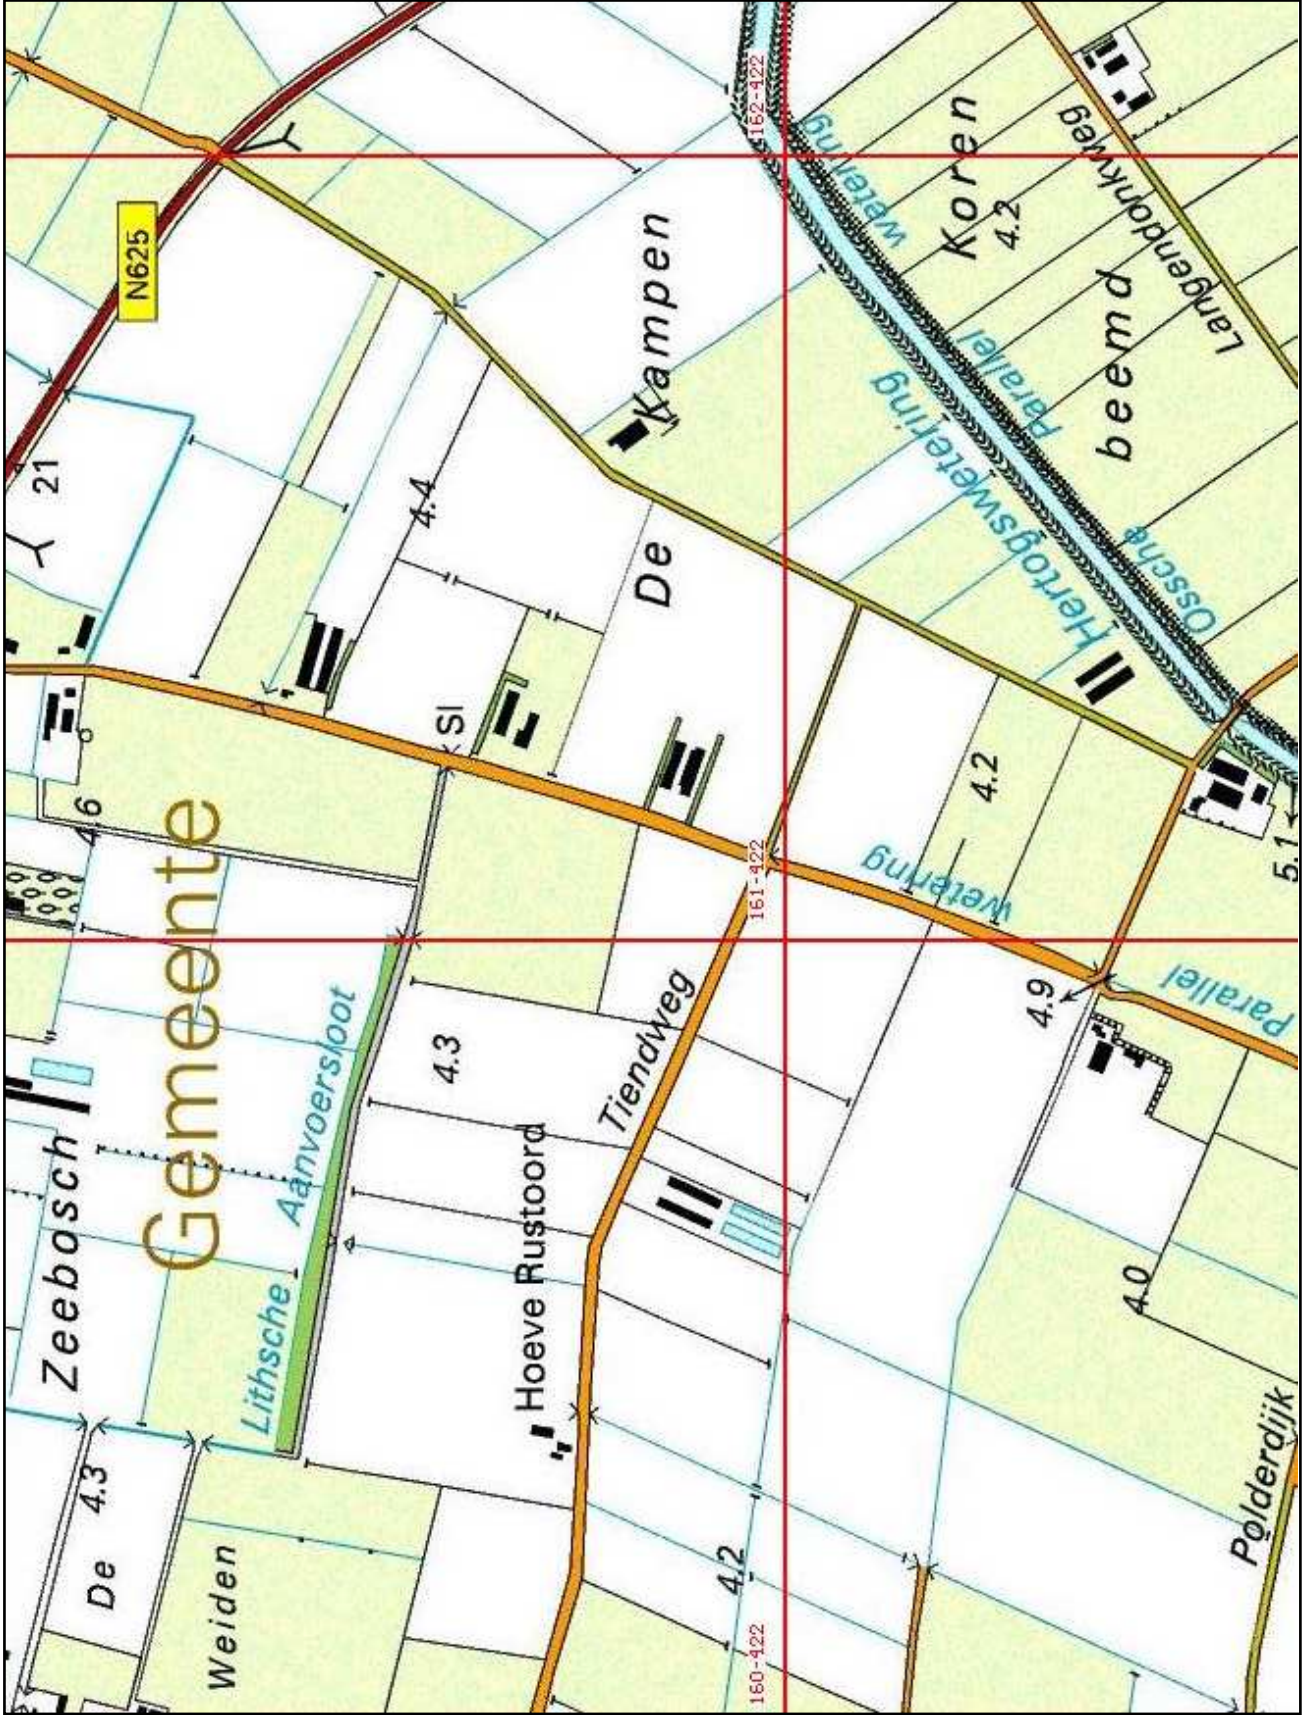 N625
21
4.4
Kampen
De
162-422
wetering
Koren
4.2
beemd
Langendonkweg
Parallel
Hertogswetering
Ossche
Sl
4.2
5.1
4.6
Gemeente
161-422
wetering
4.9
Parallel
Lithsche Aanvoersloot
4.3
Tiendweg
Hoeve Rustoord
Zeebosch
4.0
Polderdijk
4.3
De
Weiden
4.2
160-422